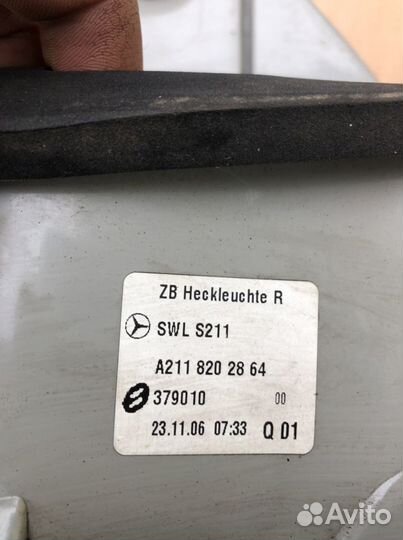 ZB Heckleuchte R
SWL S211
A211 820 28 64
379010 00
23.11.06 07:33 Q 01
Avito